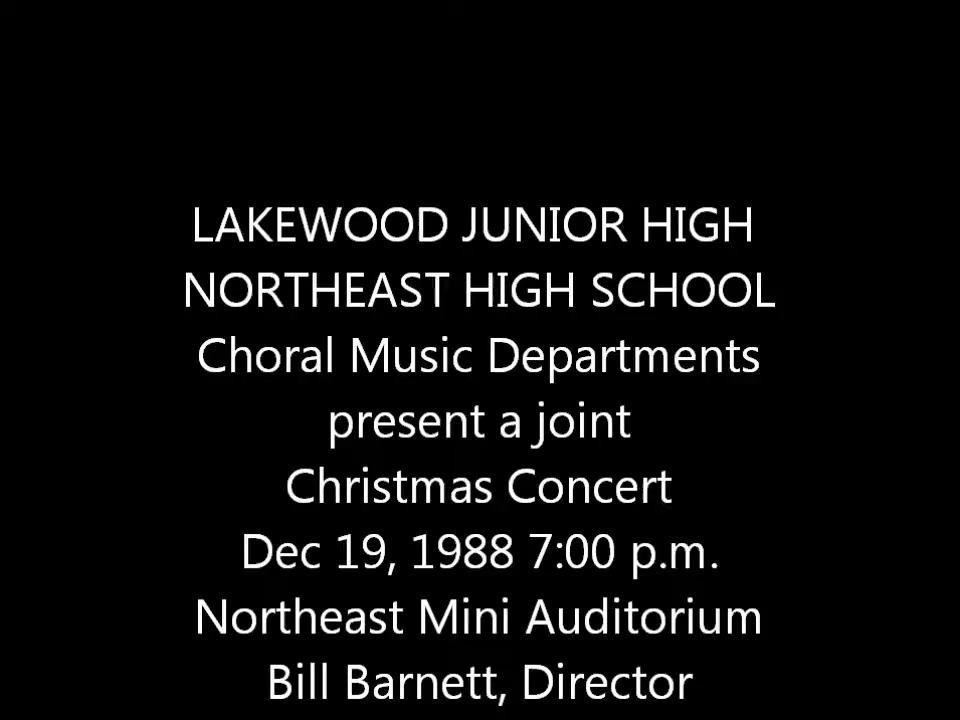 LAKEWOOD JUNIOR HIGH
NORTHEAST HIGH SCHOOL
Choral Music Departments
present a joint
Christmas Concert
Dec 19, 1988 7:00 p.m.
Northeast Mini Auditorium
Bill Barnett, Director